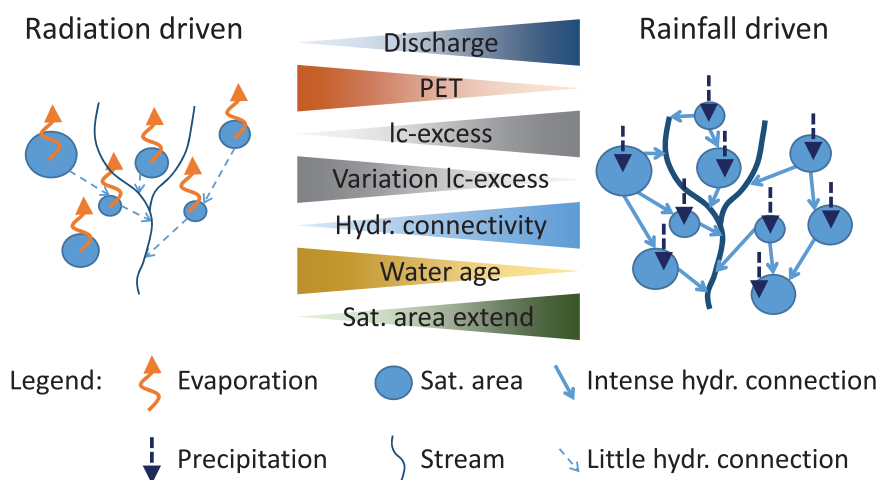 Radiation driven
Rainfall driven
Discharge
PET
lc-excess
Variation lc-excess
Hydr. connectivity
Water age
Sat. area extend
Legend:
Evaporation
Sat. area
Intense hydr. connection
Precipitation
Stream
Little hydr. connection